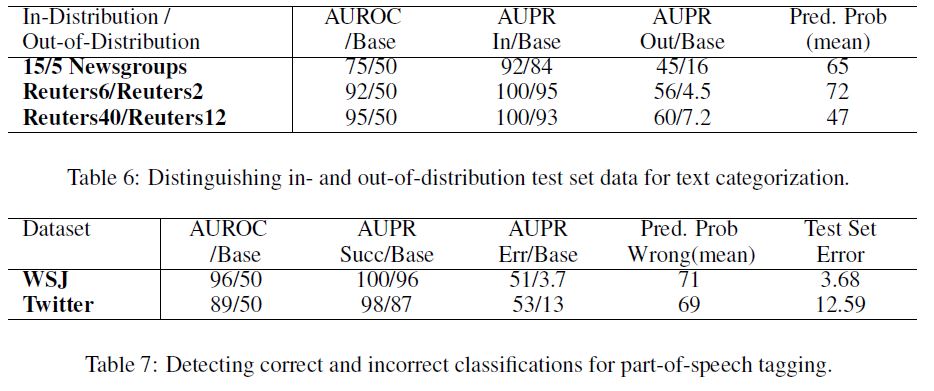 In-Distribution / AUROC AUPR AUPR Pred. Prob
Out-of-Distribution /Base In/Base Out/Base (mean)
15/5 Newsgroups 75/50 92/84 45/16 65
Reuters6/Reuters2 92/50 100/95 56/4.5 72
Reuters40/Reuters12 95/50 100/93 60/7.2 47
Table 6: Distinguishing in- and out-of-distribution test set data for text categorization.
Dataset AUROC AUPR AUPR Pred. Prob Test Set
/Base Succ/Base Err/Base Wrong(mean) Error
WSJ 96/50 100/96 51/3.7 71 3.68
Twitter 89/50 98/87 53/13 69 12.59
Table 7: Detecting correct and incorrect classifications for part-of-speech tagging.